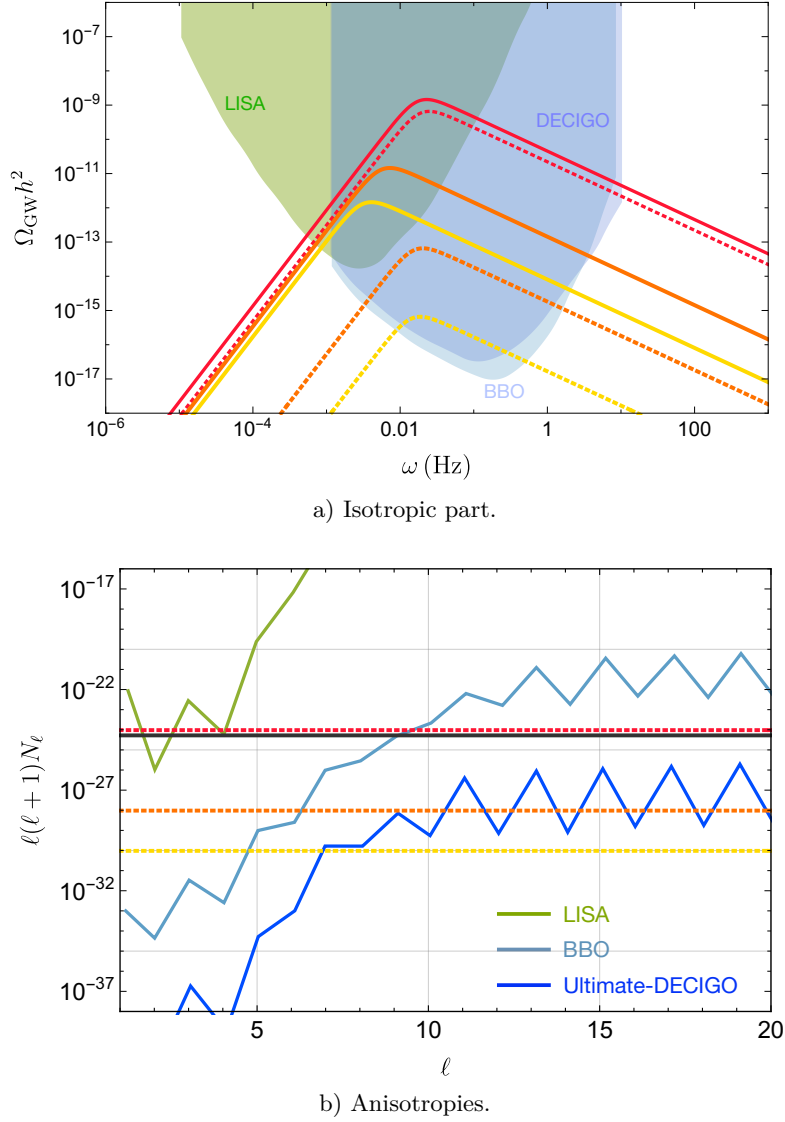 10⁻⁷
10⁻⁹
10⁻¹¹
10⁻¹³
10⁻¹⁵
10⁻¹⁷
Ω_GW h²
LISA
DECIGO
BBO
10⁻⁶ 10⁻⁴ 0.01 1 100
ω (Hz)
a) Isotropic part.
10⁻¹⁷
10⁻²²
10⁻²⁷
10⁻³²
10⁻³⁷
ℓ(ℓ + 1)N_ℓ
LISA
BBO
Ultimate-DECIGO
5 10 15 20
ℓ
b) Anisotropies.